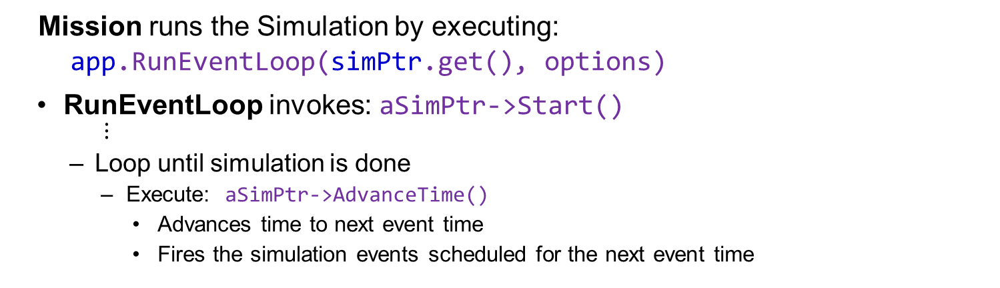 Mission runs the Simulation by executing:
app.RunEventLoop(simPtr.get(), options)
• RunEventLoop invokes: aSimPtr->Start()
⋮
– Loop until simulation is done
– Execute: aSimPtr->AdvanceTime()
• Advances time to next event time
• Fires the simulation events scheduled for the next event time